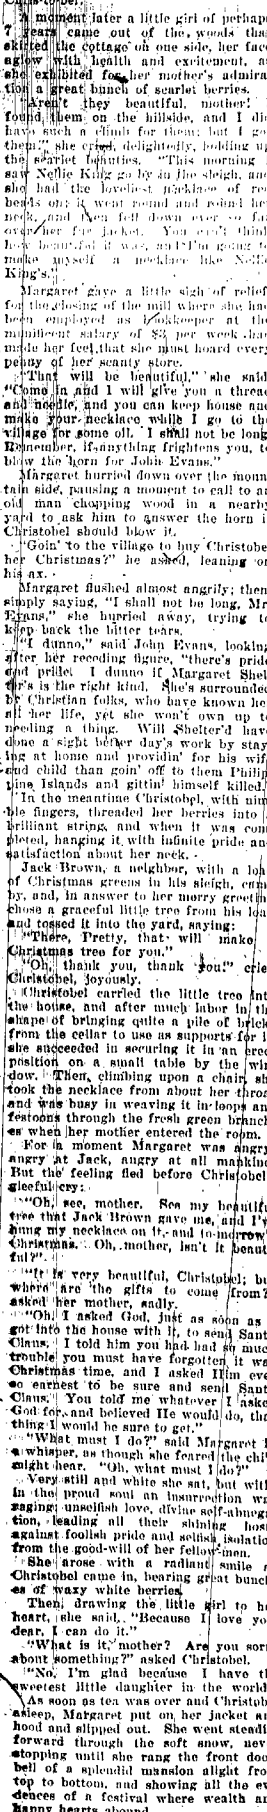 A moment later a little girl of perhaps
7 years came out of the woods that
skirted the cottage on one side, her face
aglow with health and excitement, as
she exhibited for her mother's admira
tion a great bunch of scarlet berries.
"Aren't they beautiful, mother! I
found them on the hillside, and I did
have such a climb for them; but I got
them!" she cried, delightedly, holding up
the scarlet beauties. "This morning I
saw Nellie King go by in the sleigh, and
she had the loveliest necklace of red
beads on; it went round and round her
neck, and then fell down ever so far
over her fur jacket. You can't think
how beautiful it was, and I'm going to
make myself a necklace like Nellie
King's."
Margaret gave a little sigh of relief,
for the closing of the mill where she had
been employed as bookkeeper at the
munificent salary of $3 per week had
made her feel that she must hoard every
penny of her scanty store.
"That will be beautiful," she said.
"Come in and I will give you a thread
and needle, and you can keep house and
make your necklace while I go to the
village for some oil. I shall not be long.
Remember, if anything frightens you, to
blow the horn for John Evans."
Margaret hurried down over the moun
tain side, pausing a moment to call to an
old man chopping wood in a nearby
yard to ask him to answer the horn if
Christobel should blow it.
"Goin' to the village to buy Christobel
her Christmas?" he asked, leaning on
his ax.
Margaret flushed almost angrily; then
simply saying, "I shall not be long, Mr.
Evans," she hurried away, trying to
keep back the bitter tears.
"I dunno," said John Evans, looking
after her receding figure, "there's pride
and pride! I dunno if Margaret Shel
ter's is the right kind. She's surrounded
by Christian folks, who have known her
all her life, yet she won't own up to
needing a thing. Will Shelter'd have
done a sight better day's work by stay
ing at home and providin' for his wife
and child than goin' off to them Philip
pine Islands and gittin' himself killed.
In the meantime Christobel, with nim
ble fingers, threaded her berries into a
brilliant string, and when it was com
pleted, hanging it with infinite pride and
satisfaction about her neck.
Jack Brown, a neighbor, with a load
of Christmas greens in his sleigh, came
by, and, in answer to her merry greeting
chose a graceful little tree from his load
and tossed it into the yard, saying:
"There, Pretty, that will make a
Christmas tree for you."
"Oh, thank you, thank you!" cried
Christobel, joyously.
Christobel carried the little tree into
the house, and after much labor in the
shape of bringing quite a pile of bricks
from the cellar to use as supports for it
she succeeded in securing it in an erect
position on a small table by the win
dow. Then, climbing upon a chair, she
took the necklace from about her throat
and was busy in weaving it in loops and
festoons through the fresh green branch
es when her mother entered the room.
For a moment Margaret was angry,
angry at Jack, angry at all mankind.
But the feeling fled before Christobel's
gleeful cry:
"Oh, see, mother. See my beautiful
tree that Jack Brown gave me, and I've
hung my necklace on it, and to-morrow's
Christmas. Oh, mother, isn't it beauti
ful?"
"It is very beautiful, Christobel; but
where are the gifts to come from?"
asked her mother, sadly.
"Oh, I asked God, just as soon as I
got into the house with it, to send Santa
Claus. I told him you had had so much
trouble you must have forgotten it was
Christmas time, and I asked Him ever
so earnest to be sure and send Santa
Claus. You told me whatever I asked
God for, and believed He would do, that
thing I would be sure to get."
"What must I do?" said Margaret in
a whisper, as though she feared the child
might hear. "Oh, what must I do?"
Very still and white she sat, but with
in the proud soul an insurrection was
raging; unselfish love, divine self-abnega
tion, leading all their shining hosts
against foolish pride and selfish isolation
from the good-will of her fellow-men.
She arose with a radiant smile as
Christobel came in, bearing great bunch
es of waxy white berries.
Then, drawing the little girl to her
heart, she said, "Because I love you
dear, I can do it."
"What is it, mother? Are you sorry
about something?" asked Christobel.
"No, I'm glad because I have the
sweetest little daughter in the world."
As soon as tea was over and Christobel
asleep, Margaret put on her jacket and
hood and slipped out. She went steadily
forward through the soft snow, never
stopping until she rang the front door
bell of a splendid mansion alight from
top to bottom, and showing all the evi
dences of a festival where wealth and
happy hearts abound.